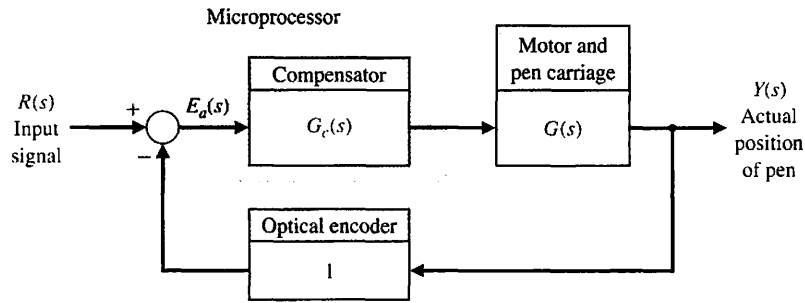 Microprocessor
Motor and
pen carriage
Compensator
R(s)
Input
signal
+
−
E_a(s)
G_c(s)
G(s)
Y(s)
Actual
position
of pen
Optical encoder
1